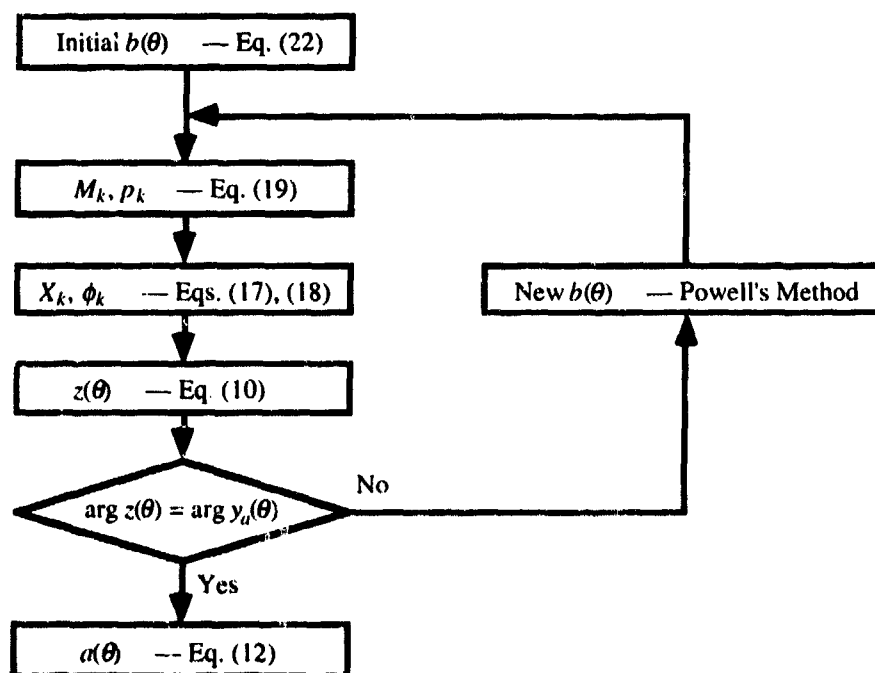 Initial b(θ) — Eq. (22)
M_k, p_k — Eq. (19)
X_k, ϕ_k — Eqs. (17), (18)
New b(θ) — Powell's Method
z(θ) — Eq. (10)
No
arg z(θ) = arg y_a(θ)
Yes
a(θ) — Eq. (12)